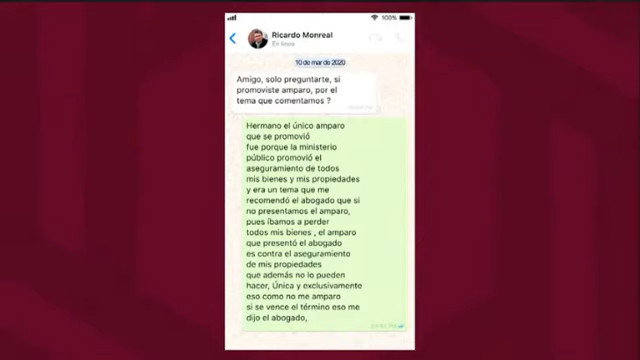 100%
Ricardo Monreal
En línea
10 de mar de 2020
Amigo, solo preguntarte, si
promoviste amparo, por el
tema que comentamos ?
Hermano el único amparo
que se promovió
fue porque la ministerio
público promovió el
aseguramiento de todos
mis bienes y mis propiedades
y era un tema que me
recomendó el abogado que si
no presentamos el amparo,
pues íbamos a perder
todos mis bienes , el amparo
que presentó el abogado
es contra el aseguramiento
de mis propiedades
que además no lo pueden
hacer, Única y exclusivamente
eso como no me amparo
si se vence el término eso me
dijo el abogado,